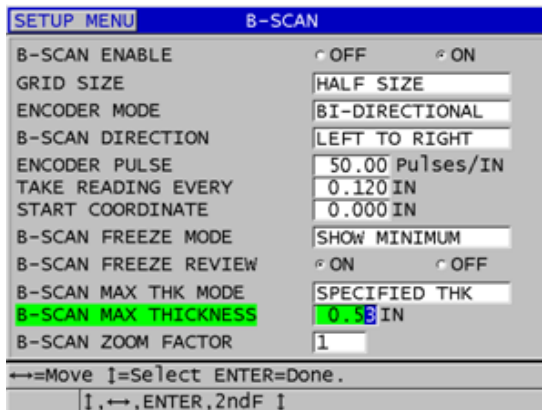 SETUP MENU B-SCAN
B-SCAN ENABLE OFF ON
GRID SIZE HALF SIZE
ENCODER MODE BI-DIRECTIONAL
B-SCAN DIRECTION LEFT TO RIGHT
ENCODER PULSE 50.00 Pulses/IN
TAKE READING EVERY 0.120 IN
START COORDINATE 0.000 IN
B-SCAN FREEZE MODE SHOW MINIMUM
B-SCAN FREEZE REVIEW ON OFF
B-SCAN MAX THK MODE SPECIFIED THK
B-SCAN MAX THICKNESS 0.53 IN
B-SCAN ZOOM FACTOR 1
↔=Move ↕=Select ENTER=Done.
↕,↔,ENTER,2ndF ↕